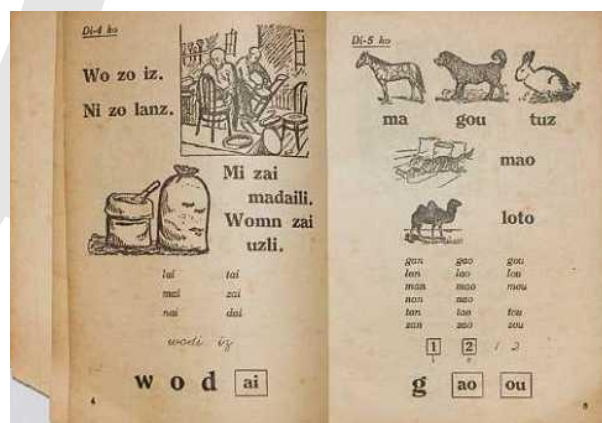 Di-4 ko
Wo zo iz.
Ni zo lanz.
Mi zai
madaili.
Womn zai
uzli.
lai tai
mai zai
nai dai
wodi iz
w o d ai
4
Di-5 ko
ma gou tuz
mao
loto
gan gao gou
lan lao lou
man mao mou
nan nao
tan tao tou
zan zao zou
1 2 1 2
g ao ou